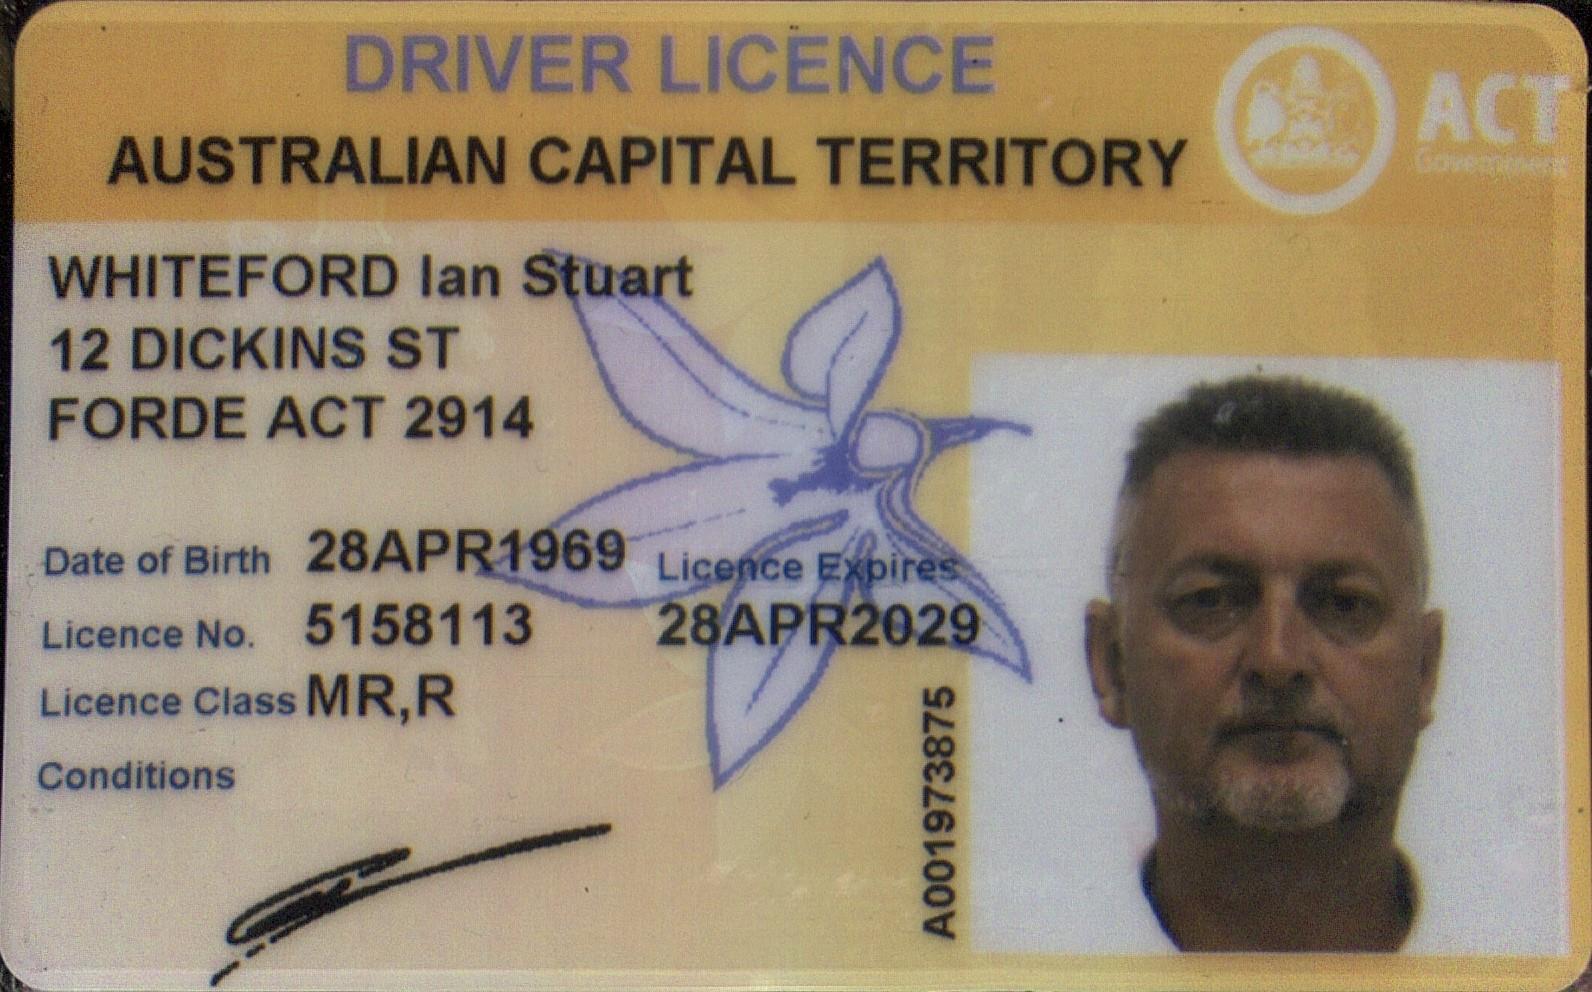 DRIVER LICENCE
AUSTRALIAN CAPITAL TERRITORY
ACT
Government
WHITEFORD Ian Stuart
12 DICKINS ST
FORDE ACT 2914
Date of Birth 28APR1969
Licence Expires
Licence No. 5158113
28APR2029
Licence Class MR,R
Conditions
A001973875